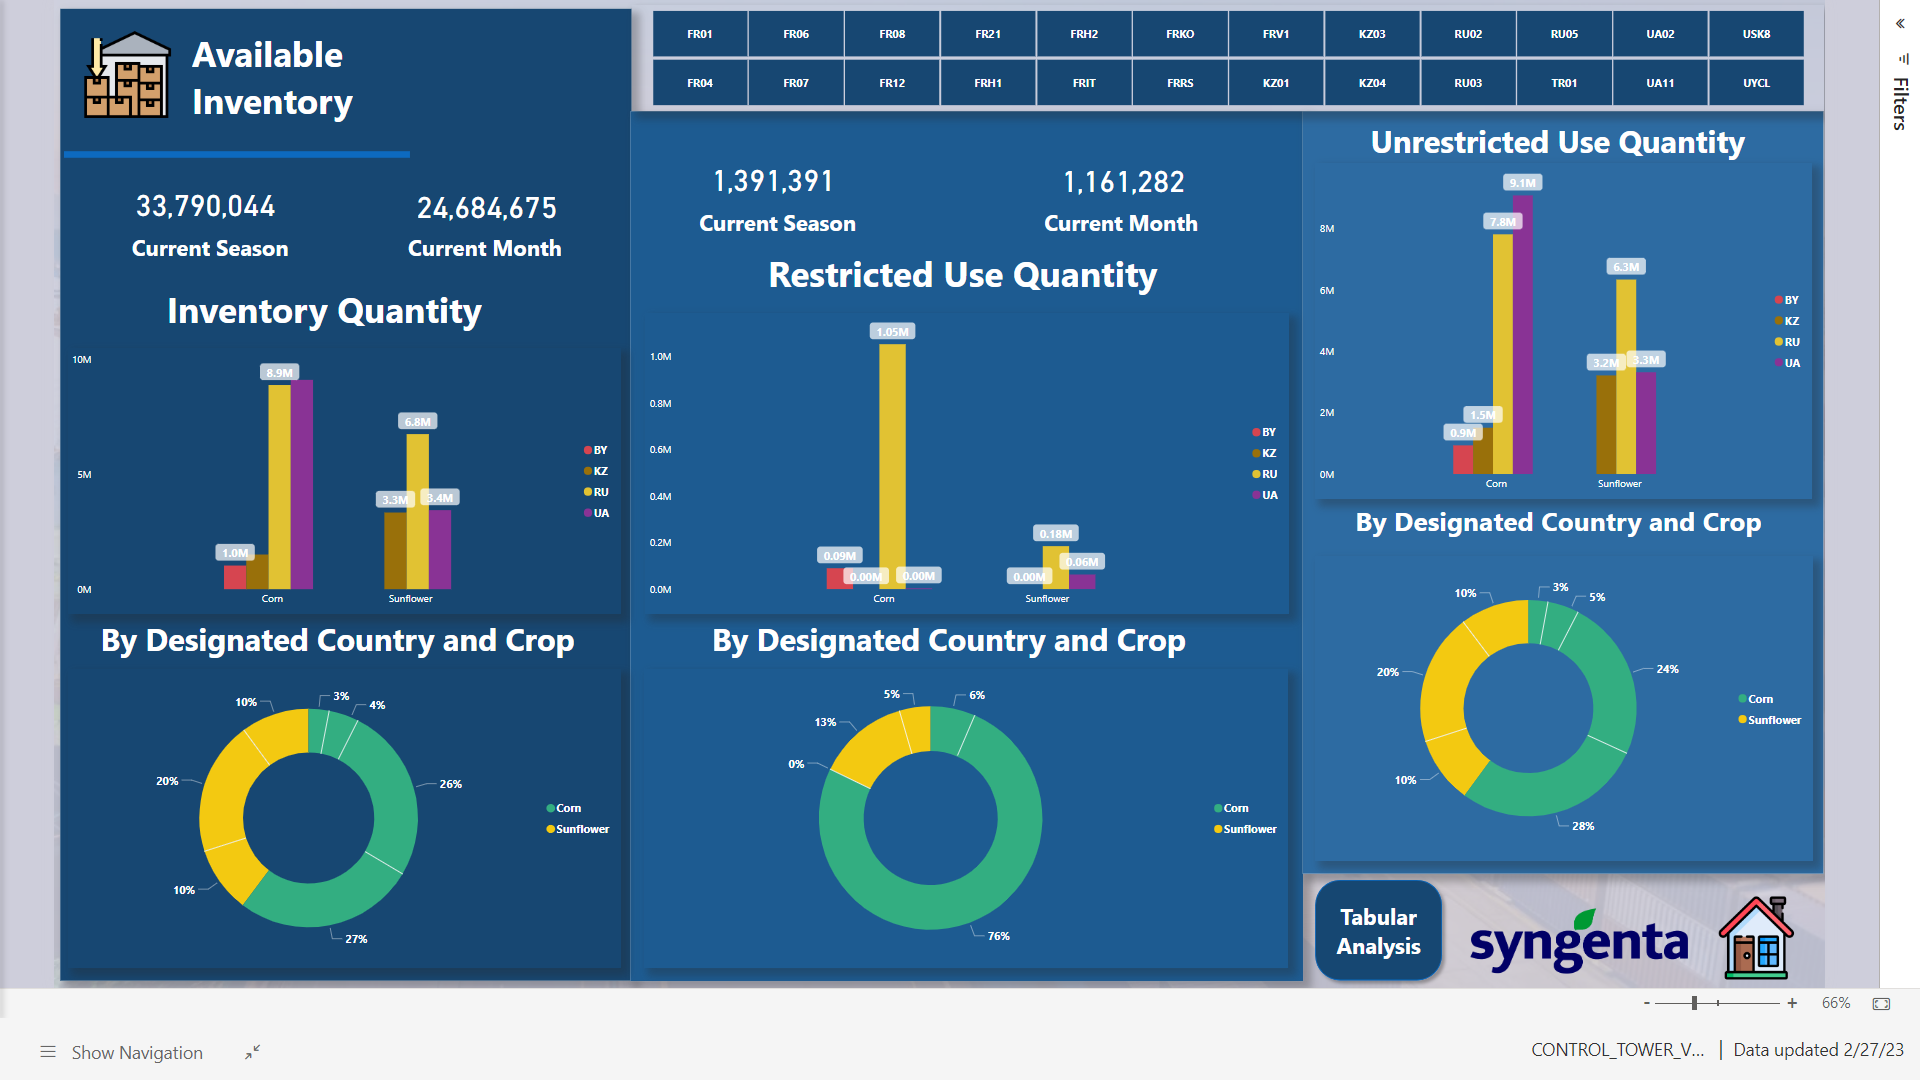 Available
Inventory
FR01 FR06 FR08 FR21 FRH2 FRKO FRV1 KZ03 RU02 RU05 UA02 USK8
FR04 FR07 FR12 FRH1 FRIT FRRS KZ01 KZ04 RU03 TR01 UA11 UYCL
«
Filters
33,790,044 24,684,675
Current Season Current Month
Inventory Quantity
10M
5M
0M
8.9M
1.0M
6.8M
3.3M
3.4M
Corn Sunflower
BY
KZ
RU
UA
By Designated Country and Crop
3%
4%
26%
27%
10%
20%
10%
Corn
Sunflower
1,391,391 1,161,282
Current Season Current Month
Restricted Use Quantity
1.0M
0.8M
0.6M
0.4M
0.2M
0.0M
1.05M
0.09M
0.00M
0.00M
0.18M
0.00M
0.06M
Corn Sunflower
BY
KZ
RU
UA
By Designated Country and Crop
6%
76%
0%
13%
5%
Corn
Sunflower
Unrestricted Use Quantity
8M
6M
4M
2M
0M
9.1M
7.8M
1.5M
0.9M
6.3M
3.2M
3.3M
Corn Sunflower
BY
KZ
RU
UA
By Designated Country and Crop
3%
5%
24%
28%
10%
20%
10%
Corn
Sunflower
Tabular
Analysis
syngenta
- + 66%
Show Navigation
CONTROL_TOWER_V... | Data updated 2/27/23